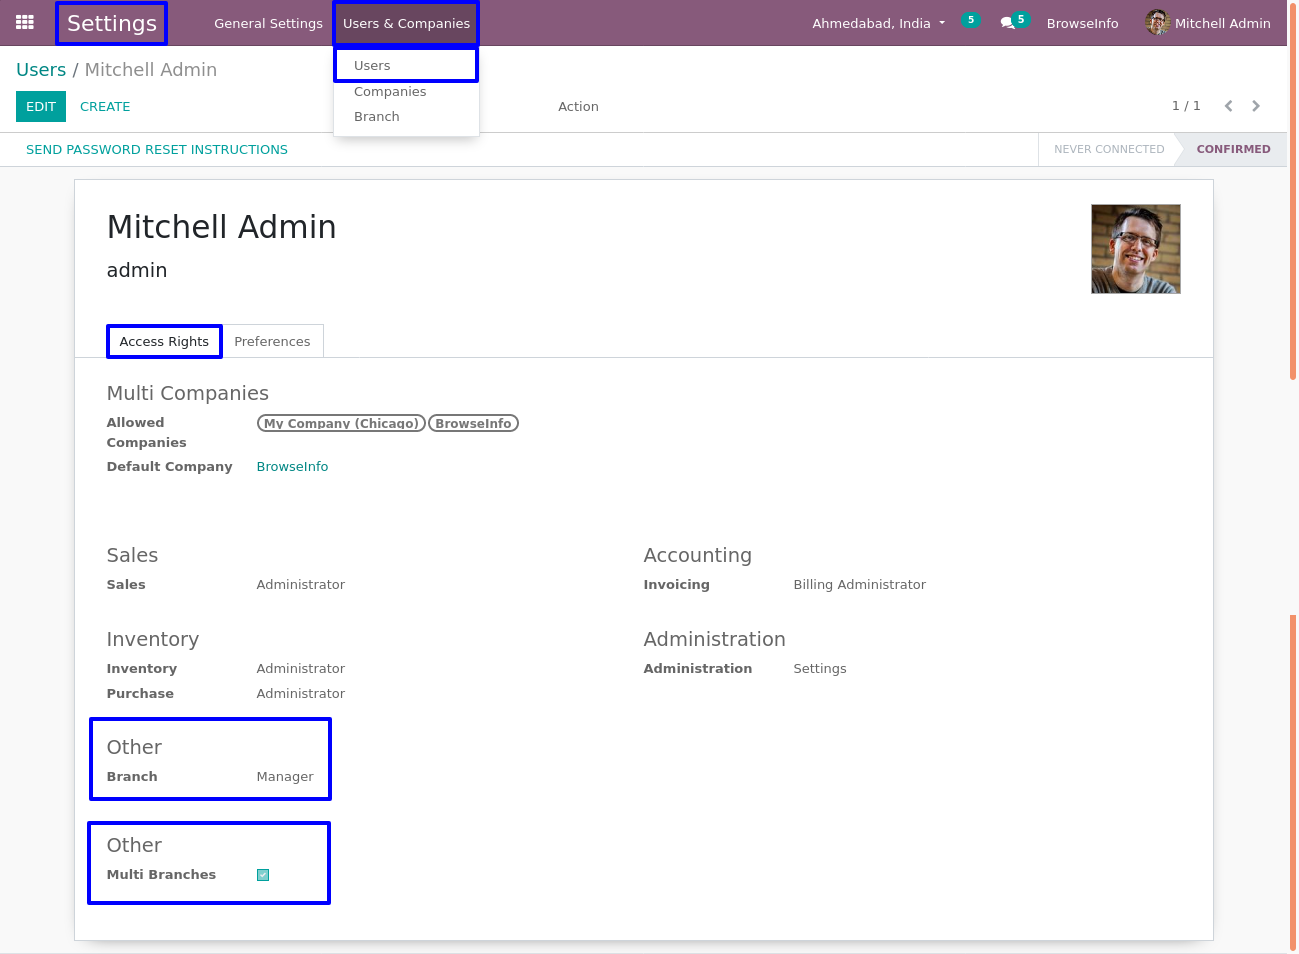 Settings General Settings Users & Companies Ahmedabad, India 5 5 BrowseInfo Mitchell Admin
Users / Mitchell Admin
Users
Companies
Branch
EDIT CREATE Action 1 / 1
SEND PASSWORD RESET INSTRUCTIONS NEVER CONNECTED CONFIRMED
Mitchell Admin
admin
Access Rights Preferences
Multi Companies
Allowed Companies My Company (Chicago) BrowseInfo
Default Company BrowseInfo
Sales Accounting
Sales Administrator Invoicing Billing Administrator
Inventory Administration
Inventory Administrator Administration Settings
Purchase Administrator
Other
Branch Manager
Other
Multi Branches